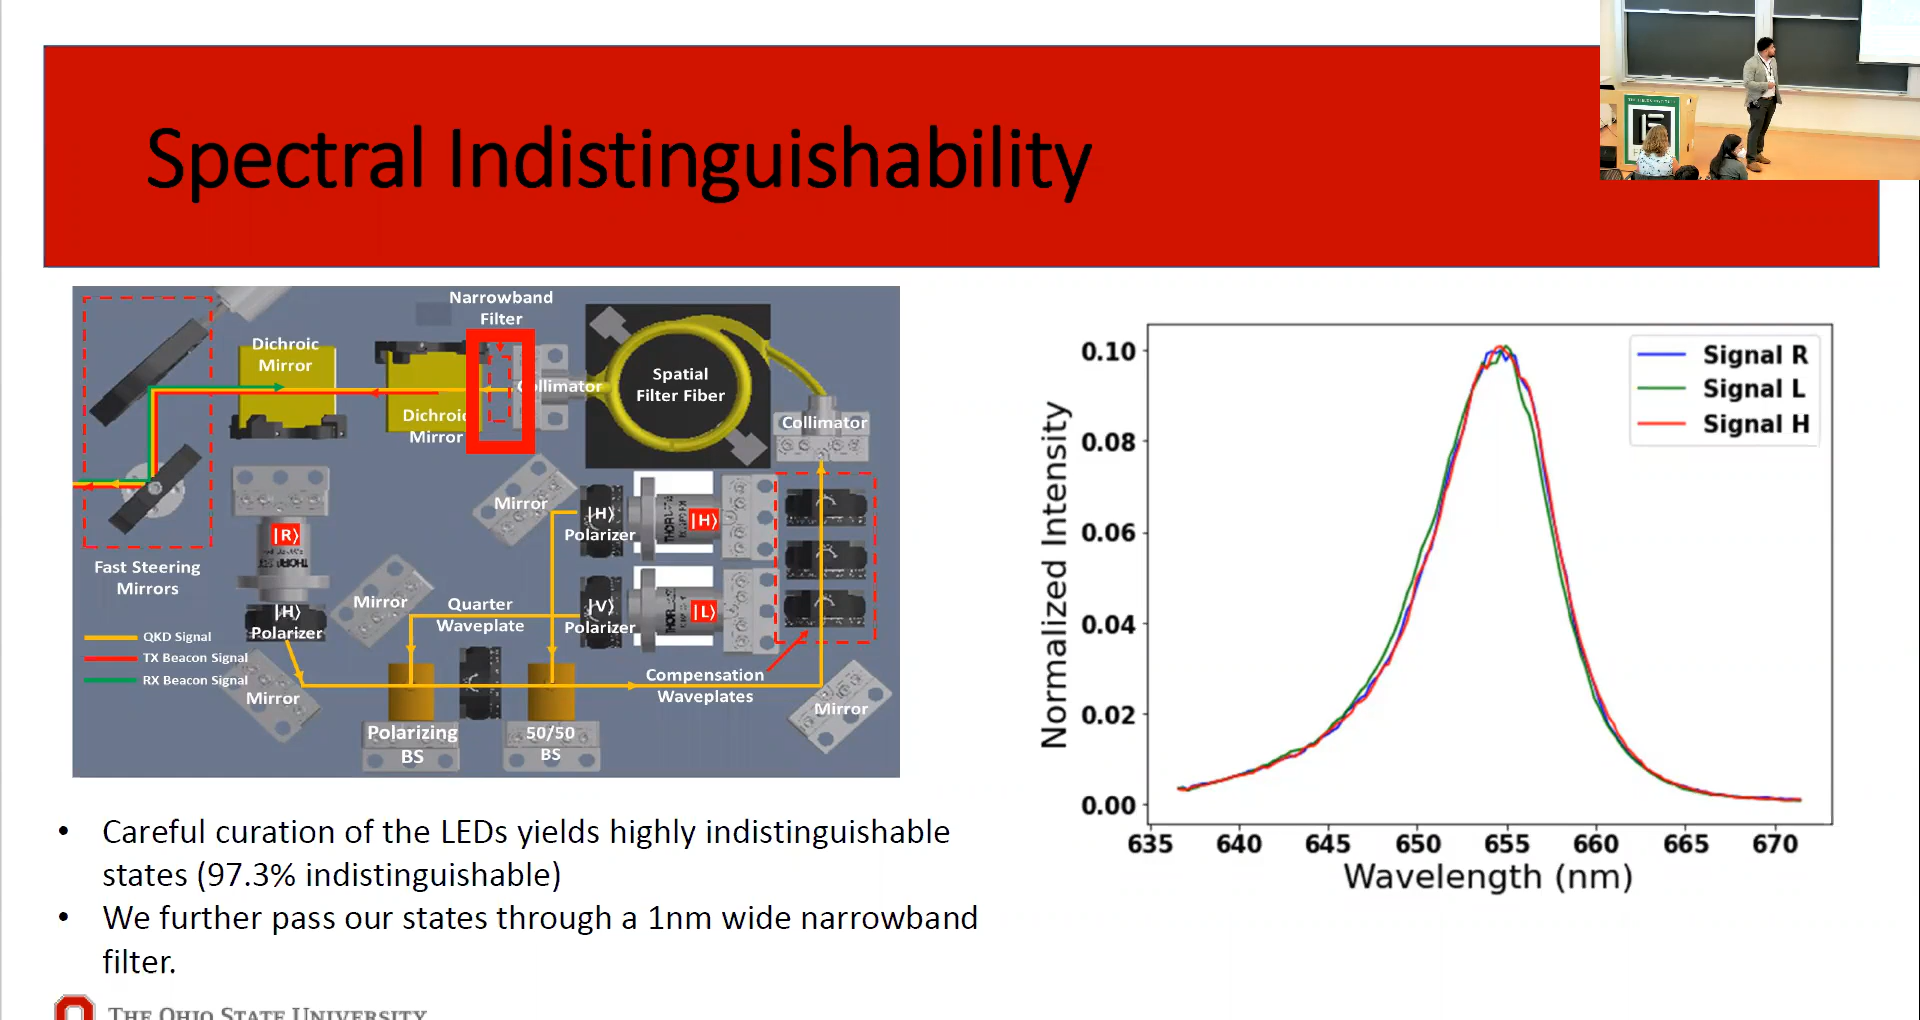 Spectral Indistinguishability
Narrowband
Filter
Dichroic
Mirror
Collimator
Dichroic
Mirror
Spatial
Filter Fiber
Collimator
Mirror
|H⟩
Polarizer
|H⟩
|R⟩
Fast Steering
Mirrors
|H⟩
Polarizer
Mirror
Quarter
Waveplate
|V⟩
Polarizer
|L⟩
QKD Signal
TX Beacon Signal
RX Beacon Signal
Mirror
Compensation
Waveplates
Mirror
Polarizing
BS
50/50
BS
THORLABS
Signal R
Signal L
Signal H
Normalized Intensity
0.10
0.08
0.06
0.04
0.02
0.00
635 640 645 650 655 660 665 670
Wavelength (nm)
• Careful curation of the LEDs yields highly indistinguishable
states (97.3% indistinguishable)
• We further pass our states through a 1nm wide narrowband
filter.
THE OHIO STATE UNIVERSITY